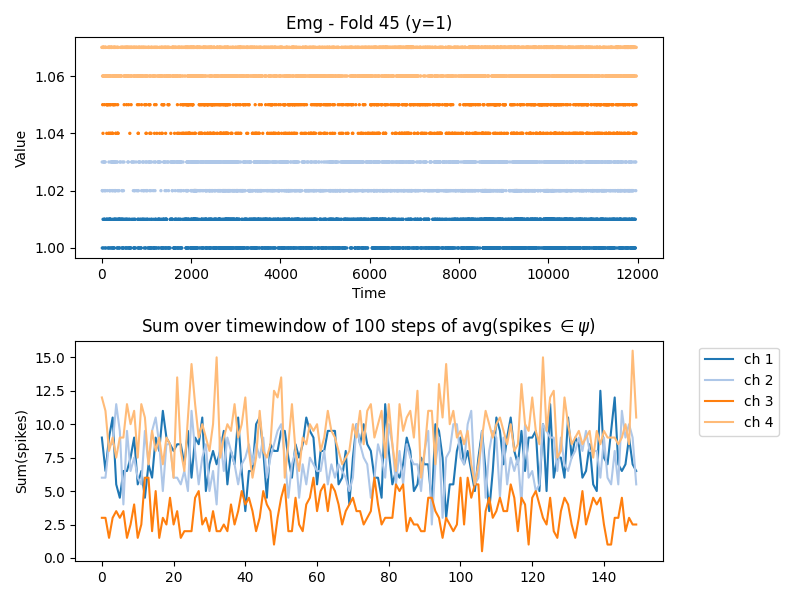 Emg - Fold 45 (y=1)
Value
1.06
1.04
1.02
1.00
0 2000 4000 6000 8000 10000 12000
Time
Sum over timewindow of 100 steps of avg(spikes ∈ψ)
Sum(spikes)
15.0
12.5
10.0
7.5
5.0
2.5
0.0
0 20 40 60 80 100 120 140
ch 1
ch 2
ch 3
ch 4